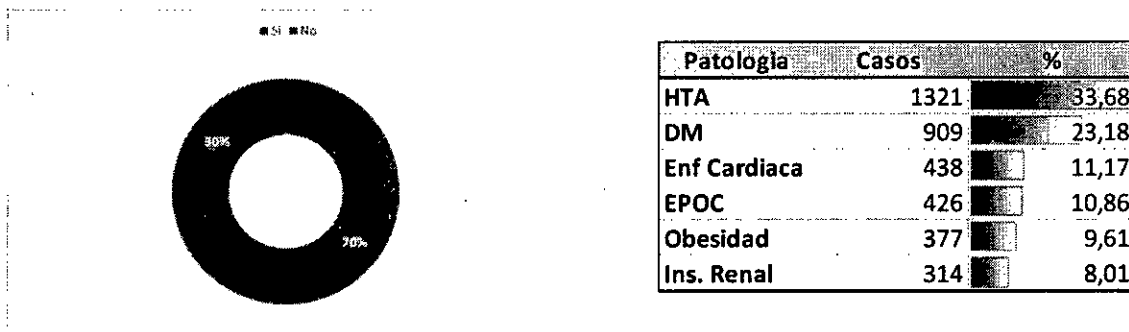 Si No
30%
70%
Patología Casos %
HTA 1321 33,68
DM 909 23,18
Enf Cardiaca 438 11,17
EPOC 426 10,86
Obesidad 377 9,61
Ins. Renal 314 8,01